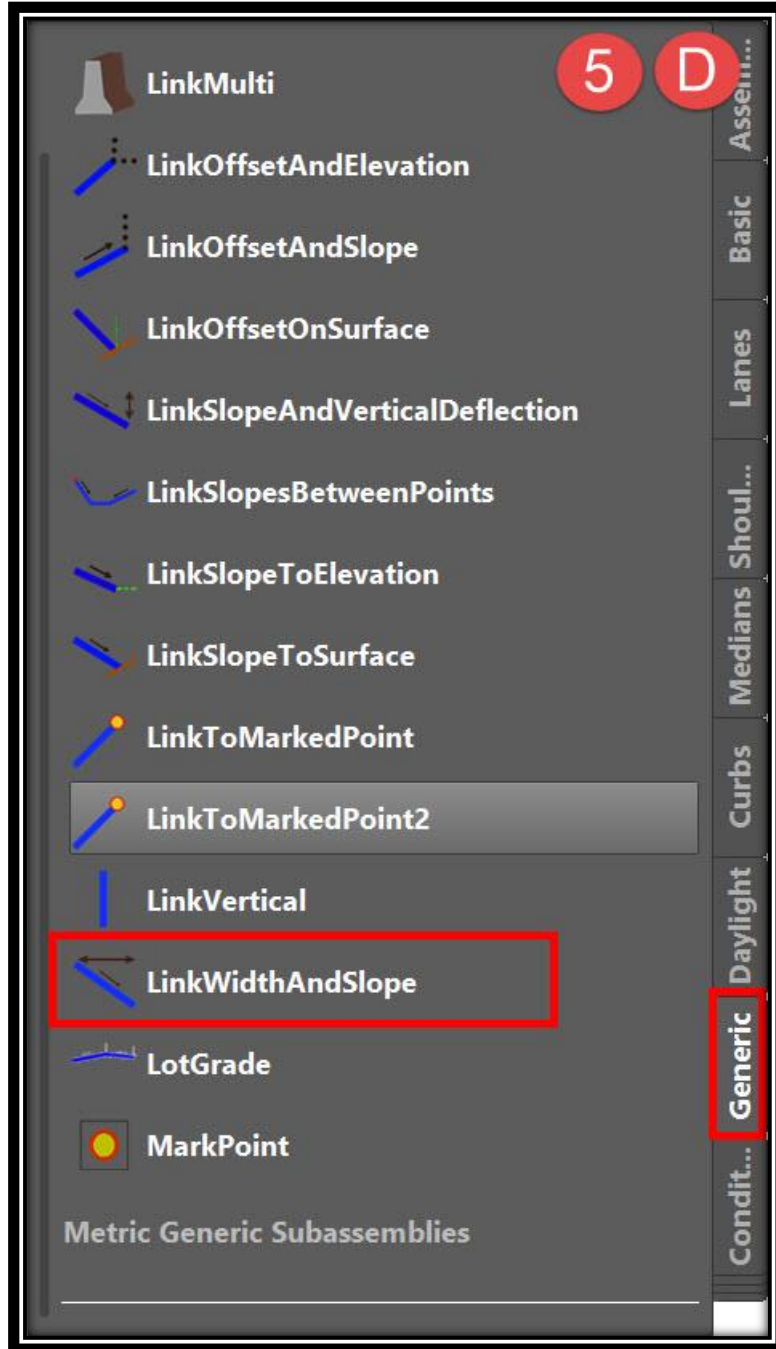 5 D
LinkMulti
LinkOffsetAndElevation
LinkOffsetAndSlope
LinkOffsetOnSurface
LinkSlopeAndVerticalDeflection
LinkSlopesBetweenPoints
LinkSlopeToElevation
LinkSlopeToSurface
LinkToMarkedPoint
LinkToMarkedPoint2
LinkVertical
LinkWidthAndSlope
LotGrade
MarkPoint
Metric Generic Subassemblies
Assem...
Basic
Lanes
Shoul...
Medians
Curbs
Daylight
Generic
Condit...